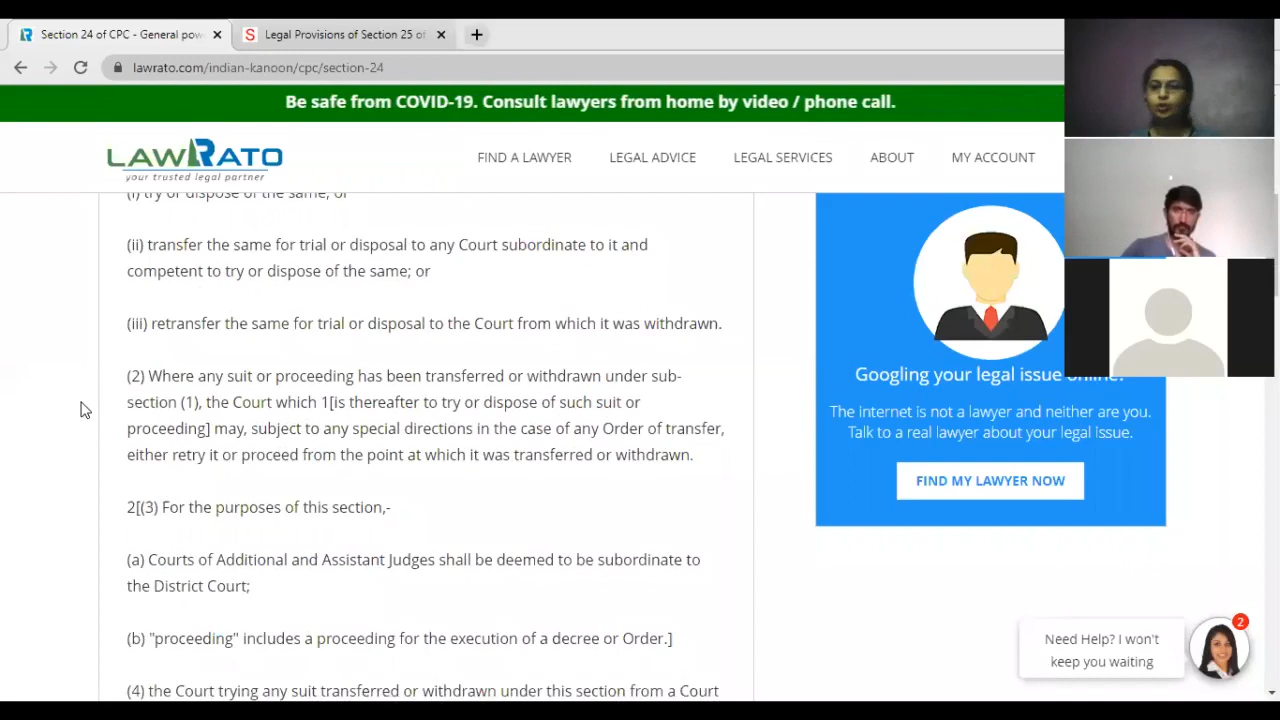 Section 24 of CPC - General pow
Legal Provisions of Section 25 of
lawrato.com/indian-kanoon/cpc/section-24
Be safe from COVID-19. Consult lawyers from home by video / phone call.
LAWRATO
your trusted legal partner
FIND A LAWYER
LEGAL ADVICE
LEGAL SERVICES
ABOUT
MY ACCOUNT
(i) try or dispose of the same; or
(ii) transfer the same for trial or disposal to any Court subordinate to it and
competent to try or dispose of the same; or
(iii) retransfer the same for trial or disposal to the Court from which it was withdrawn.
(2) Where any suit or proceeding has been transferred or withdrawn under sub-
section (1), the Court which 1[is thereafter to try or dispose of such suit or
proceeding] may, subject to any special directions in the case of any Order of transfer,
either retry it or proceed from the point at which it was transferred or withdrawn.
2[(3) For the purposes of this section,-
(a) Courts of Additional and Assistant Judges shall be deemed to be subordinate to
the District Court;
(b) "proceeding" includes a proceeding for the execution of a decree or Order.]
(4) the Court trying any suit transferred or withdrawn under this section from a Court
Googling your legal issue online?
The internet is not a lawyer and neither are you.
Talk to a real lawyer about your legal issue.
FIND MY LAWYER NOW
Need Help? I won't
keep you waiting
2